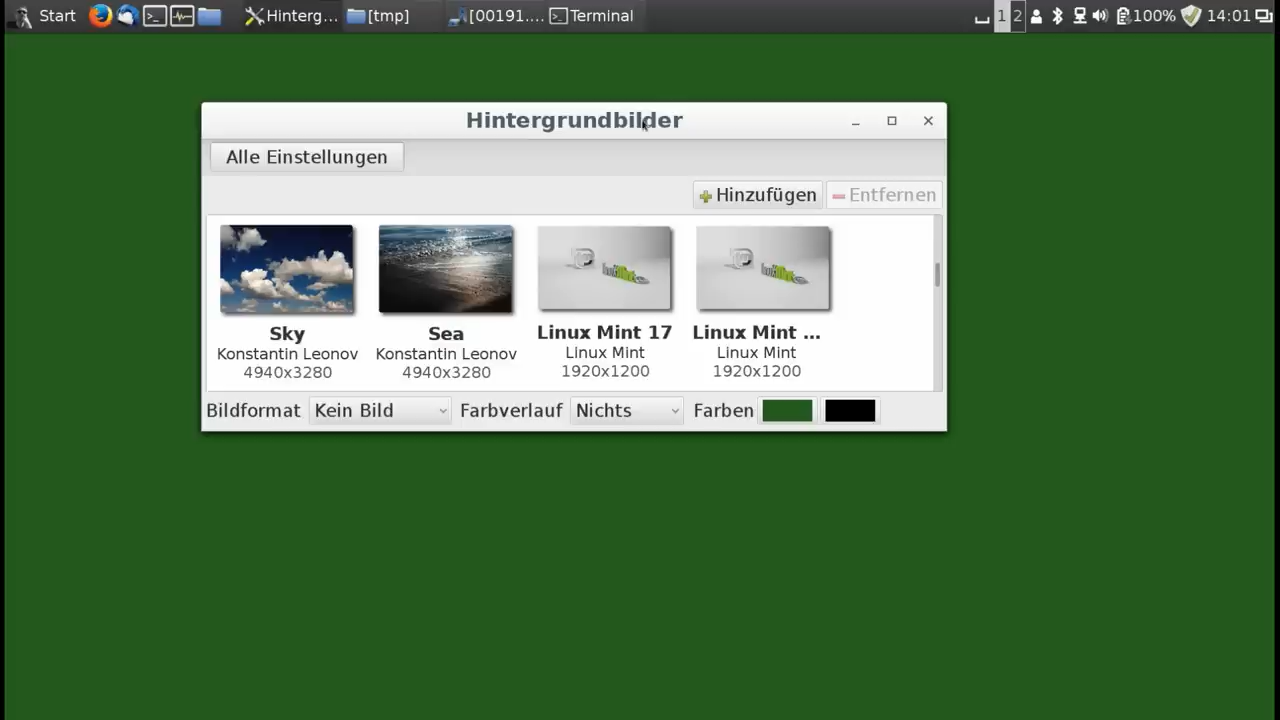 Start Hinterg... [tmp] [00191.... Terminal 1 2 100% 14:01
Hintergrundbilder
Alle Einstellungen
Hinzufügen Entfernen
Sky Sea Linux Mint 17 Linux Mint ...
Konstantin Leonov Konstantin Leonov Linux Mint Linux Mint
4940x3280 4940x3280 1920x1200 1920x1200
Bildformat Kein Bild Farbverlauf Nichts Farben